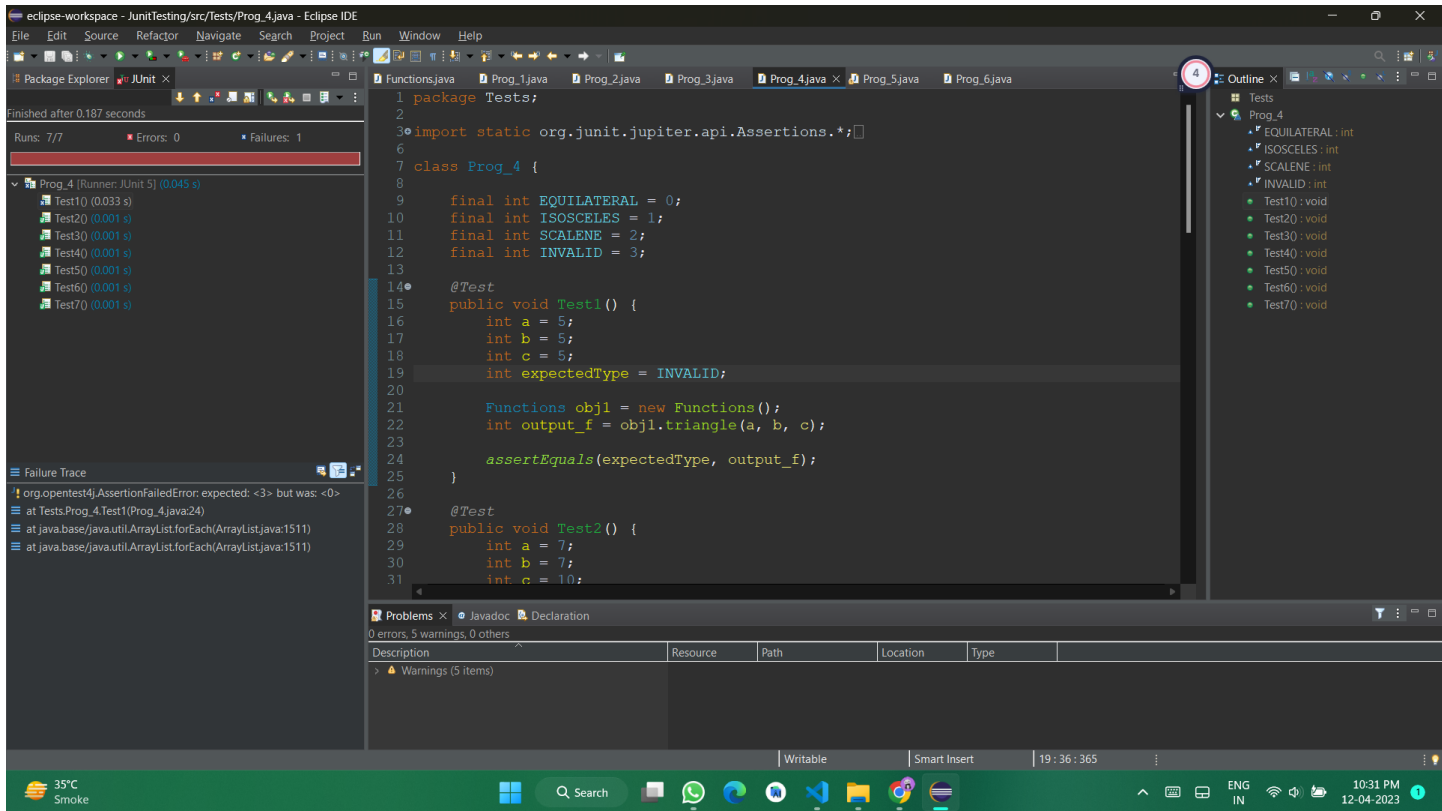 eclipse-workspace - JunitTesting/src/Tests/Prog_4.java - Eclipse IDE
File Edit Source Refactor Navigate Search Project Run Window Help
Package Explorer JUnit
Finished after 0.187 seconds
Runs: 7/7 Errors: 0 Failures: 1
Prog_4 [Runner: JUnit 5] (0.045 s)
Test1() (0.033 s)
Test2() (0.001 s)
Test3() (0.001 s)
Test4() (0.001 s)
Test5() (0.001 s)
Test6() (0.001 s)
Test7() (0.001 s)
Failure Trace
org.opentest4j.AssertionFailedError: expected: <3> but was: <0>
at Tests.Prog_4.Test1(Prog_4.java:24)
at java.base/java.util.ArrayList.forEach(ArrayList.java:1511)
at java.base/java.util.ArrayList.forEach(ArrayList.java:1511)
Functions.java Prog_1.java Prog_2.java Prog_3.java Prog_4.java Prog_5.java Prog_6.java
4
1 package Tests;
2
3 import static org.junit.jupiter.api.Assertions.*;
6
7 class Prog_4 {
8
9 final int EQUILATERAL = 0;
10 final int ISOSCELES = 1;
11 final int SCALENE = 2;
12 final int INVALID = 3;
13
14 @Test
15 public void Test1() {
16 int a = 5;
17 int b = 5;
18 int c = 5;
19 int expectedType = INVALID;
20
21 Functions obj1 = new Functions();
22 int output_f = obj1.triangle(a, b, c);
23
24 assertEquals(expectedType, output_f);
25 }
26
27 @Test
28 public void Test2() {
29 int a = 7;
30 int b = 7;
31 int c = 10;
Outline
Tests
Prog_4
EQUILATERAL : int
ISOSCELES : int
SCALENE : int
INVALID : int
Test1() : void
Test2() : void
Test3() : void
Test4() : void
Test5() : void
Test6() : void
Test7() : void
Problems Javadoc Declaration
0 errors, 5 warnings, 0 others
Description Resource Path Location Type
Warnings (5 items)
Writable Smart Insert 19 : 36 : 365
35°C
Smoke
Search
ENG
IN
10:31 PM
12-04-2023
1